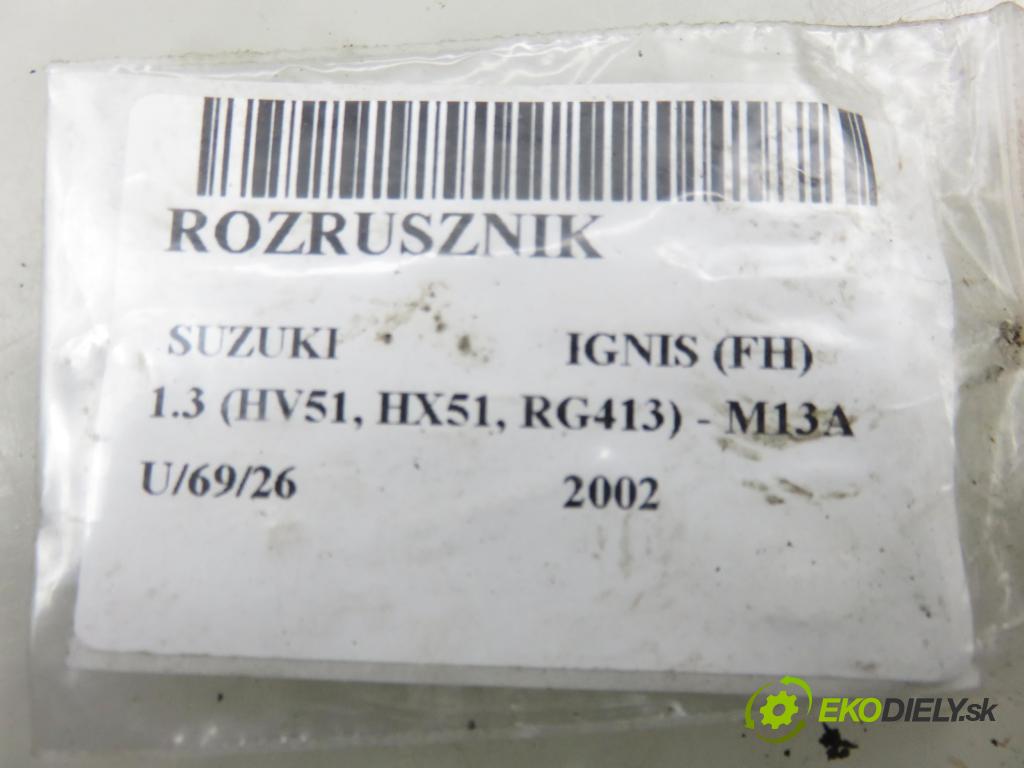 ROZRUSZNIK
SUZUKI IGNIS (FH)
1.3 (HV51, HX51, RG413) - M13A
U/69/26 2002
EKODIELY.sk